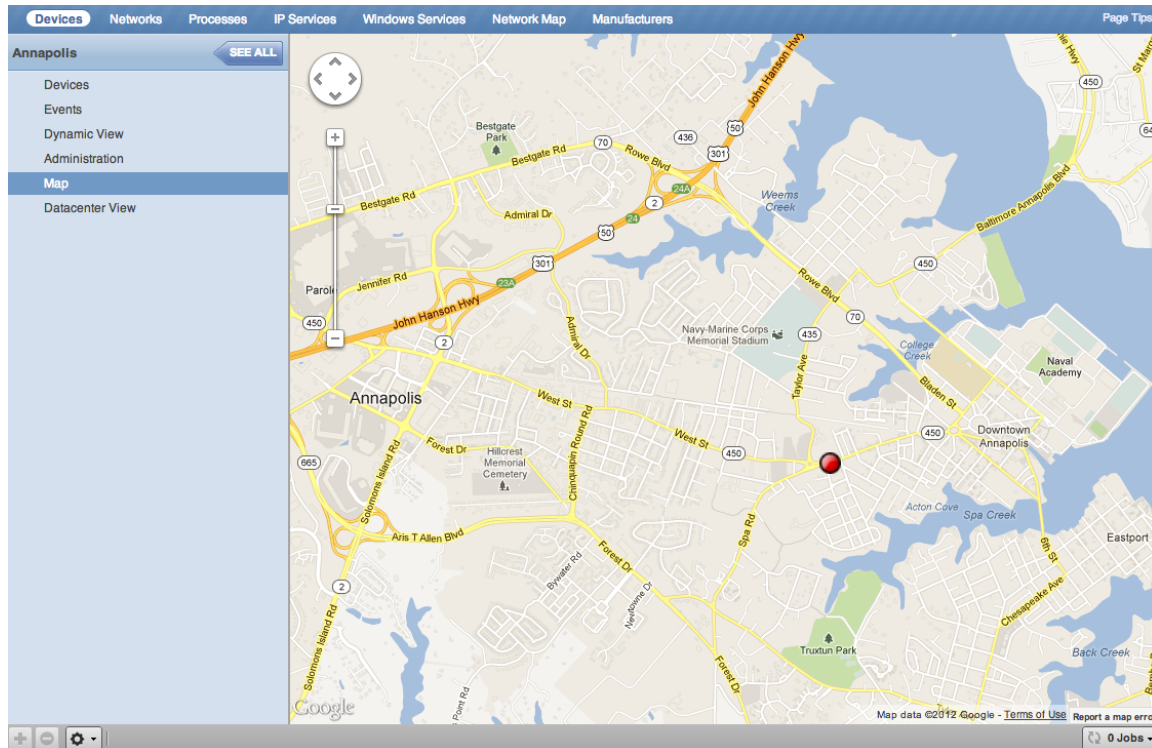 Devices Networks Processes IP Services Windows Services Network Map Manufacturers Page Tips
Annapolis SEE ALL
Devices
Events
Dynamic View
Administration
Map
Datacenter View
John Hanson Hwy
450
Bestgate Park
70
436
50
301
Bestgate Rd
Rowe Blvd
24A
Weems Creek
Baltimore Annapolis Blvd
Bestgate Rd
2
Admiral Dr
24
50
450
301
Jennifer Rd
23A
Rowe Blvd
Parole
John Hanson Hwy
450
70
Admiral Dr
Navy-Marine Corps Memorial Stadium
435
2
College Creek
Naval Academy
Taylor Ave
Bladen St
Annapolis
West St
Chinquapin Round Rd
West St
450
450
Downtown Annapolis
Forest Dr
Hillcrest Memorial Cemetery
665
Solomons Island Rd
Acton Cove
Spa Creek
Spa Rd
Aris T Allen Blvd
Eastport
6th St
Forest Dr
Bywater Rd
Newtowne Dr
2
Chesapeake Ave
Solomons Island Rd
Truxtun Park
Back Creek
Forest Dr
Point Rd
Google
Map data ©2012 Google - Terms of Use Report a map erro
0 Jobs